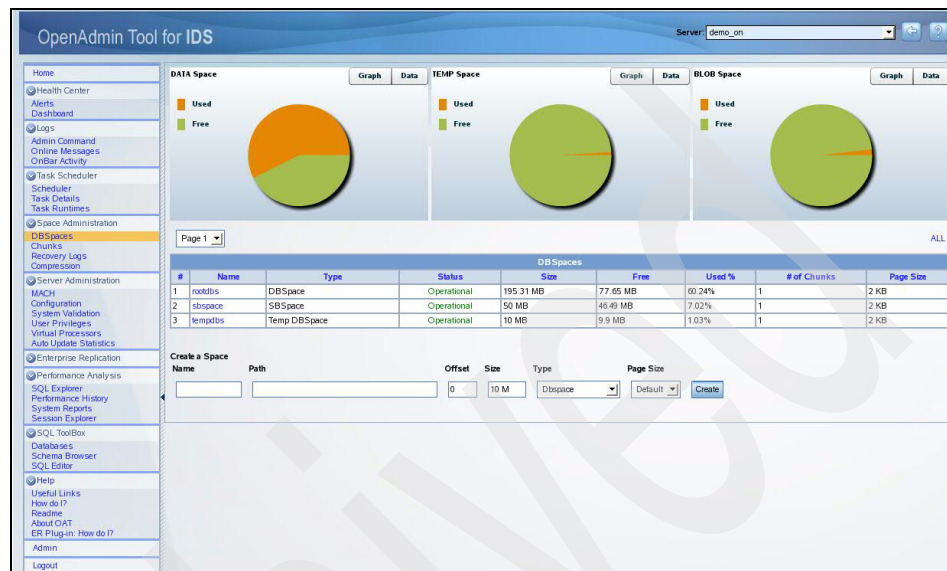 OpenAdmin Tool for IDS
Server: demo_on
Home
Health Center
Alerts
Dashboard
Logs
Admin Command
Online Messages
OnBar Activity
Task Scheduler
Scheduler
Task Details
Task Runtimes
Space Administration
DBSpaces
Chunks
Recovery Logs
Compression
Server Administration
MACH
Configuration
System Validation
User Privileges
Virtual Processors
Auto Update Statistics
Enterprise Replication
Performance Analysis
SQL Explorer
Performance History
System Reports
Session Explorer
SQL ToolBox
Databases
Schema Browser
SQL Editor
Help
Useful Links
How do I?
Readme
About OAT
ER Plug-in: How do I?
Admin
Logout
DATA Space Graph Data
Used
Free
TEMP Space Graph Data
Used
Free
BLOB Space Graph Data
Used
Free
Page 1 ALL
DBSpaces
# Name Type Status Size Free Used % # of Chunks Page Size
1 rootdbs DBSpace Operational 195.31 MB 77.65 MB 60.24% 1 2 KB
2 sbspace SBSpace Operational 50 MB 46.49 MB 7.02% 1 2 KB
3 tempdbs Temp DBSpace Operational 10 MB 9.9 MB 1.03% 1 2 KB
Create a Space
Name Path Offset Size Type Page Size
0 10 M Dbspace Default Create